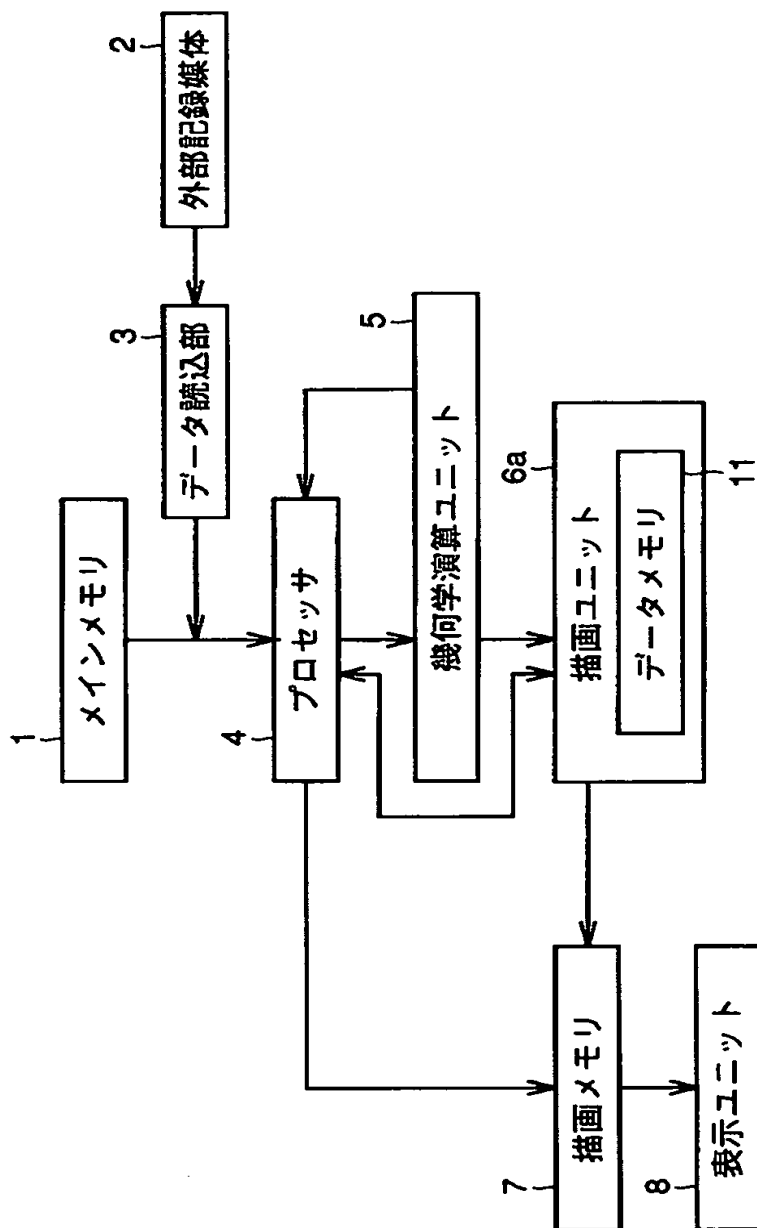 1
メインメモリ
2
外部記録媒体
3
データ読込部
4
プロセッサ
5
幾何学演算ユニット
6a
描画ユニット
11
データメモリ
7
描画メモリ
8
表示ユニット